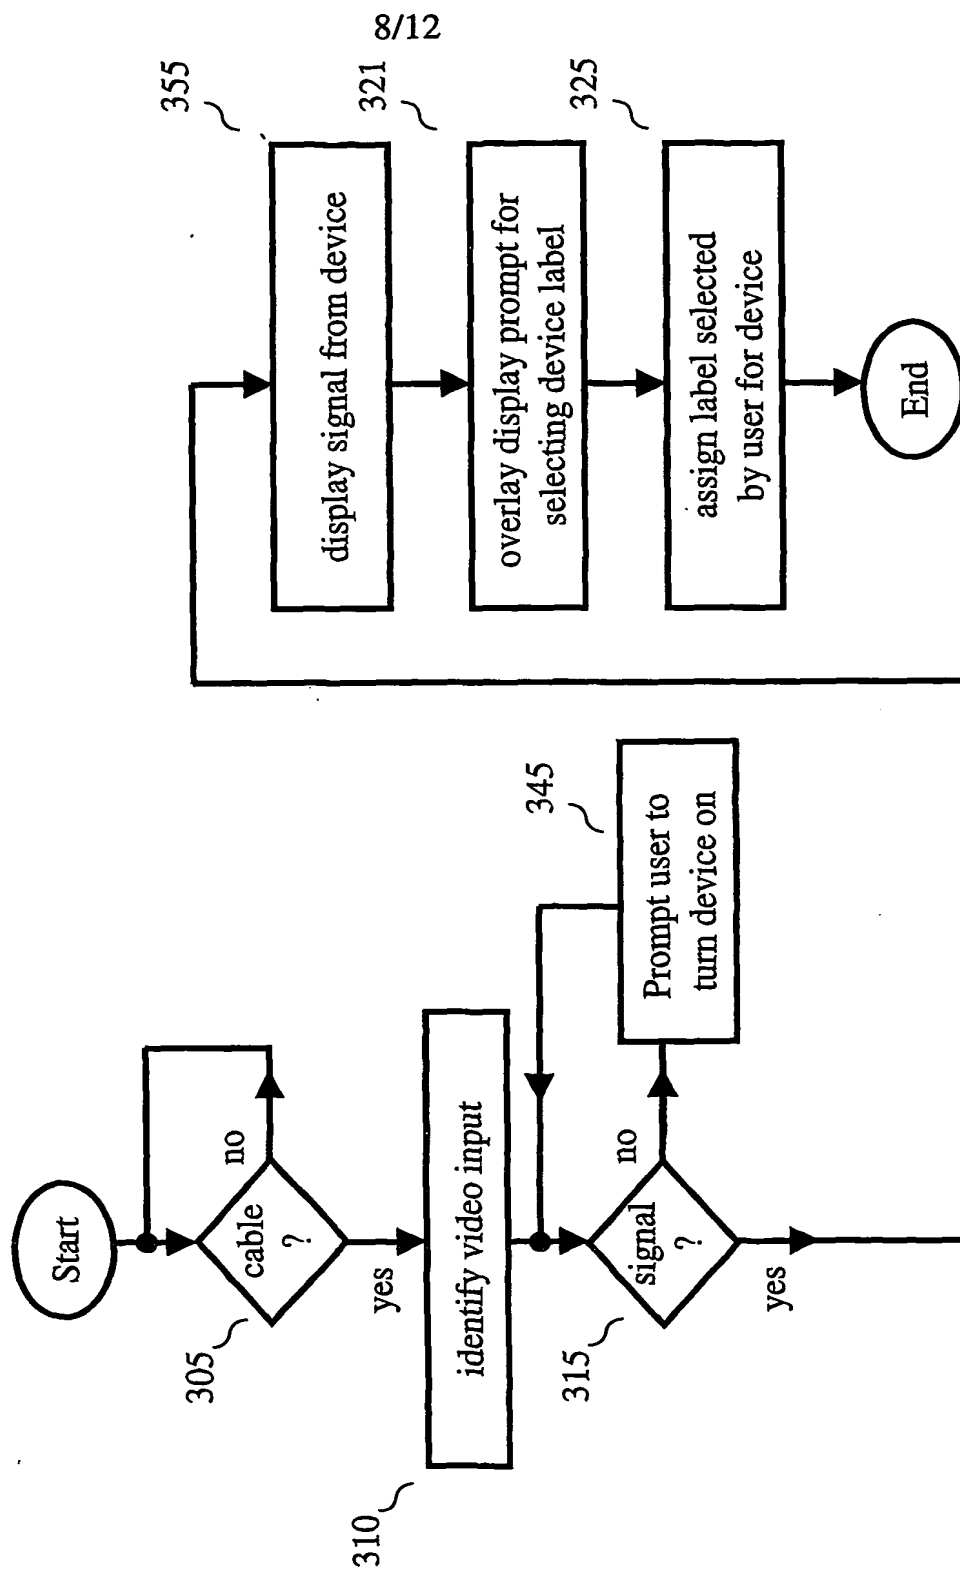 8/12
Start
305
cable
?
no
yes
310
identify video input
315
signal
?
no
yes
345
Prompt user to
turn device on
355
display signal from device
321
overlay display prompt for
selecting device label
325
assign label selected
by user for device
End